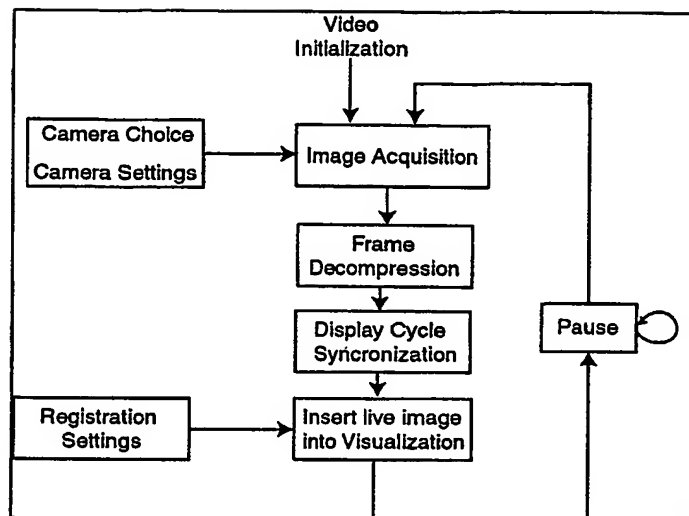 Video
Initialization
Camera Choice
Camera Settings
Image Acquisition
Frame
Decompression
Display Cycle
Syńcronization
Pause
Registration
Settings
Insert live image
into Visualization